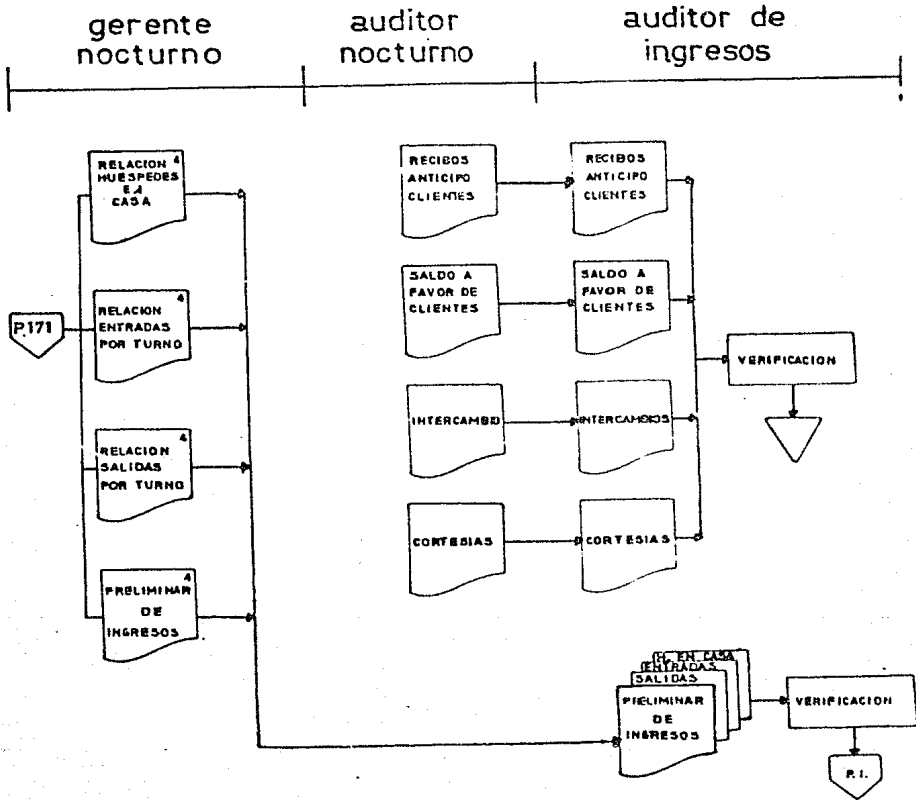 gerente
nocturno
auditor
nocturno
auditor de
ingresos
RELACION 4
HUESPEDES
EN
CASA
P.171
RELACION 4
ENTRADAS
POR TURNO
RELACION 4
SALIDAS
POR TURNO
PRELIMINAR 4
DE
INGRESOS
RECIBOS
ANTICIPO
CLIENTES
SALDO A
FAVOR DE
CLIENTES
INTERCAMBIO
CORTESIAS
RECIBOS
ANTICIPO
CLIENTES
SALDO A
FAVOR DE
CLIENTES
INTERCAMBIOS
CORTESIAS
VERIFICACION
H. EN CASA
ENTRADAS
SALIDAS
PRELIMINAR
DE
INGRESOS
VERIFICACION
P.I.